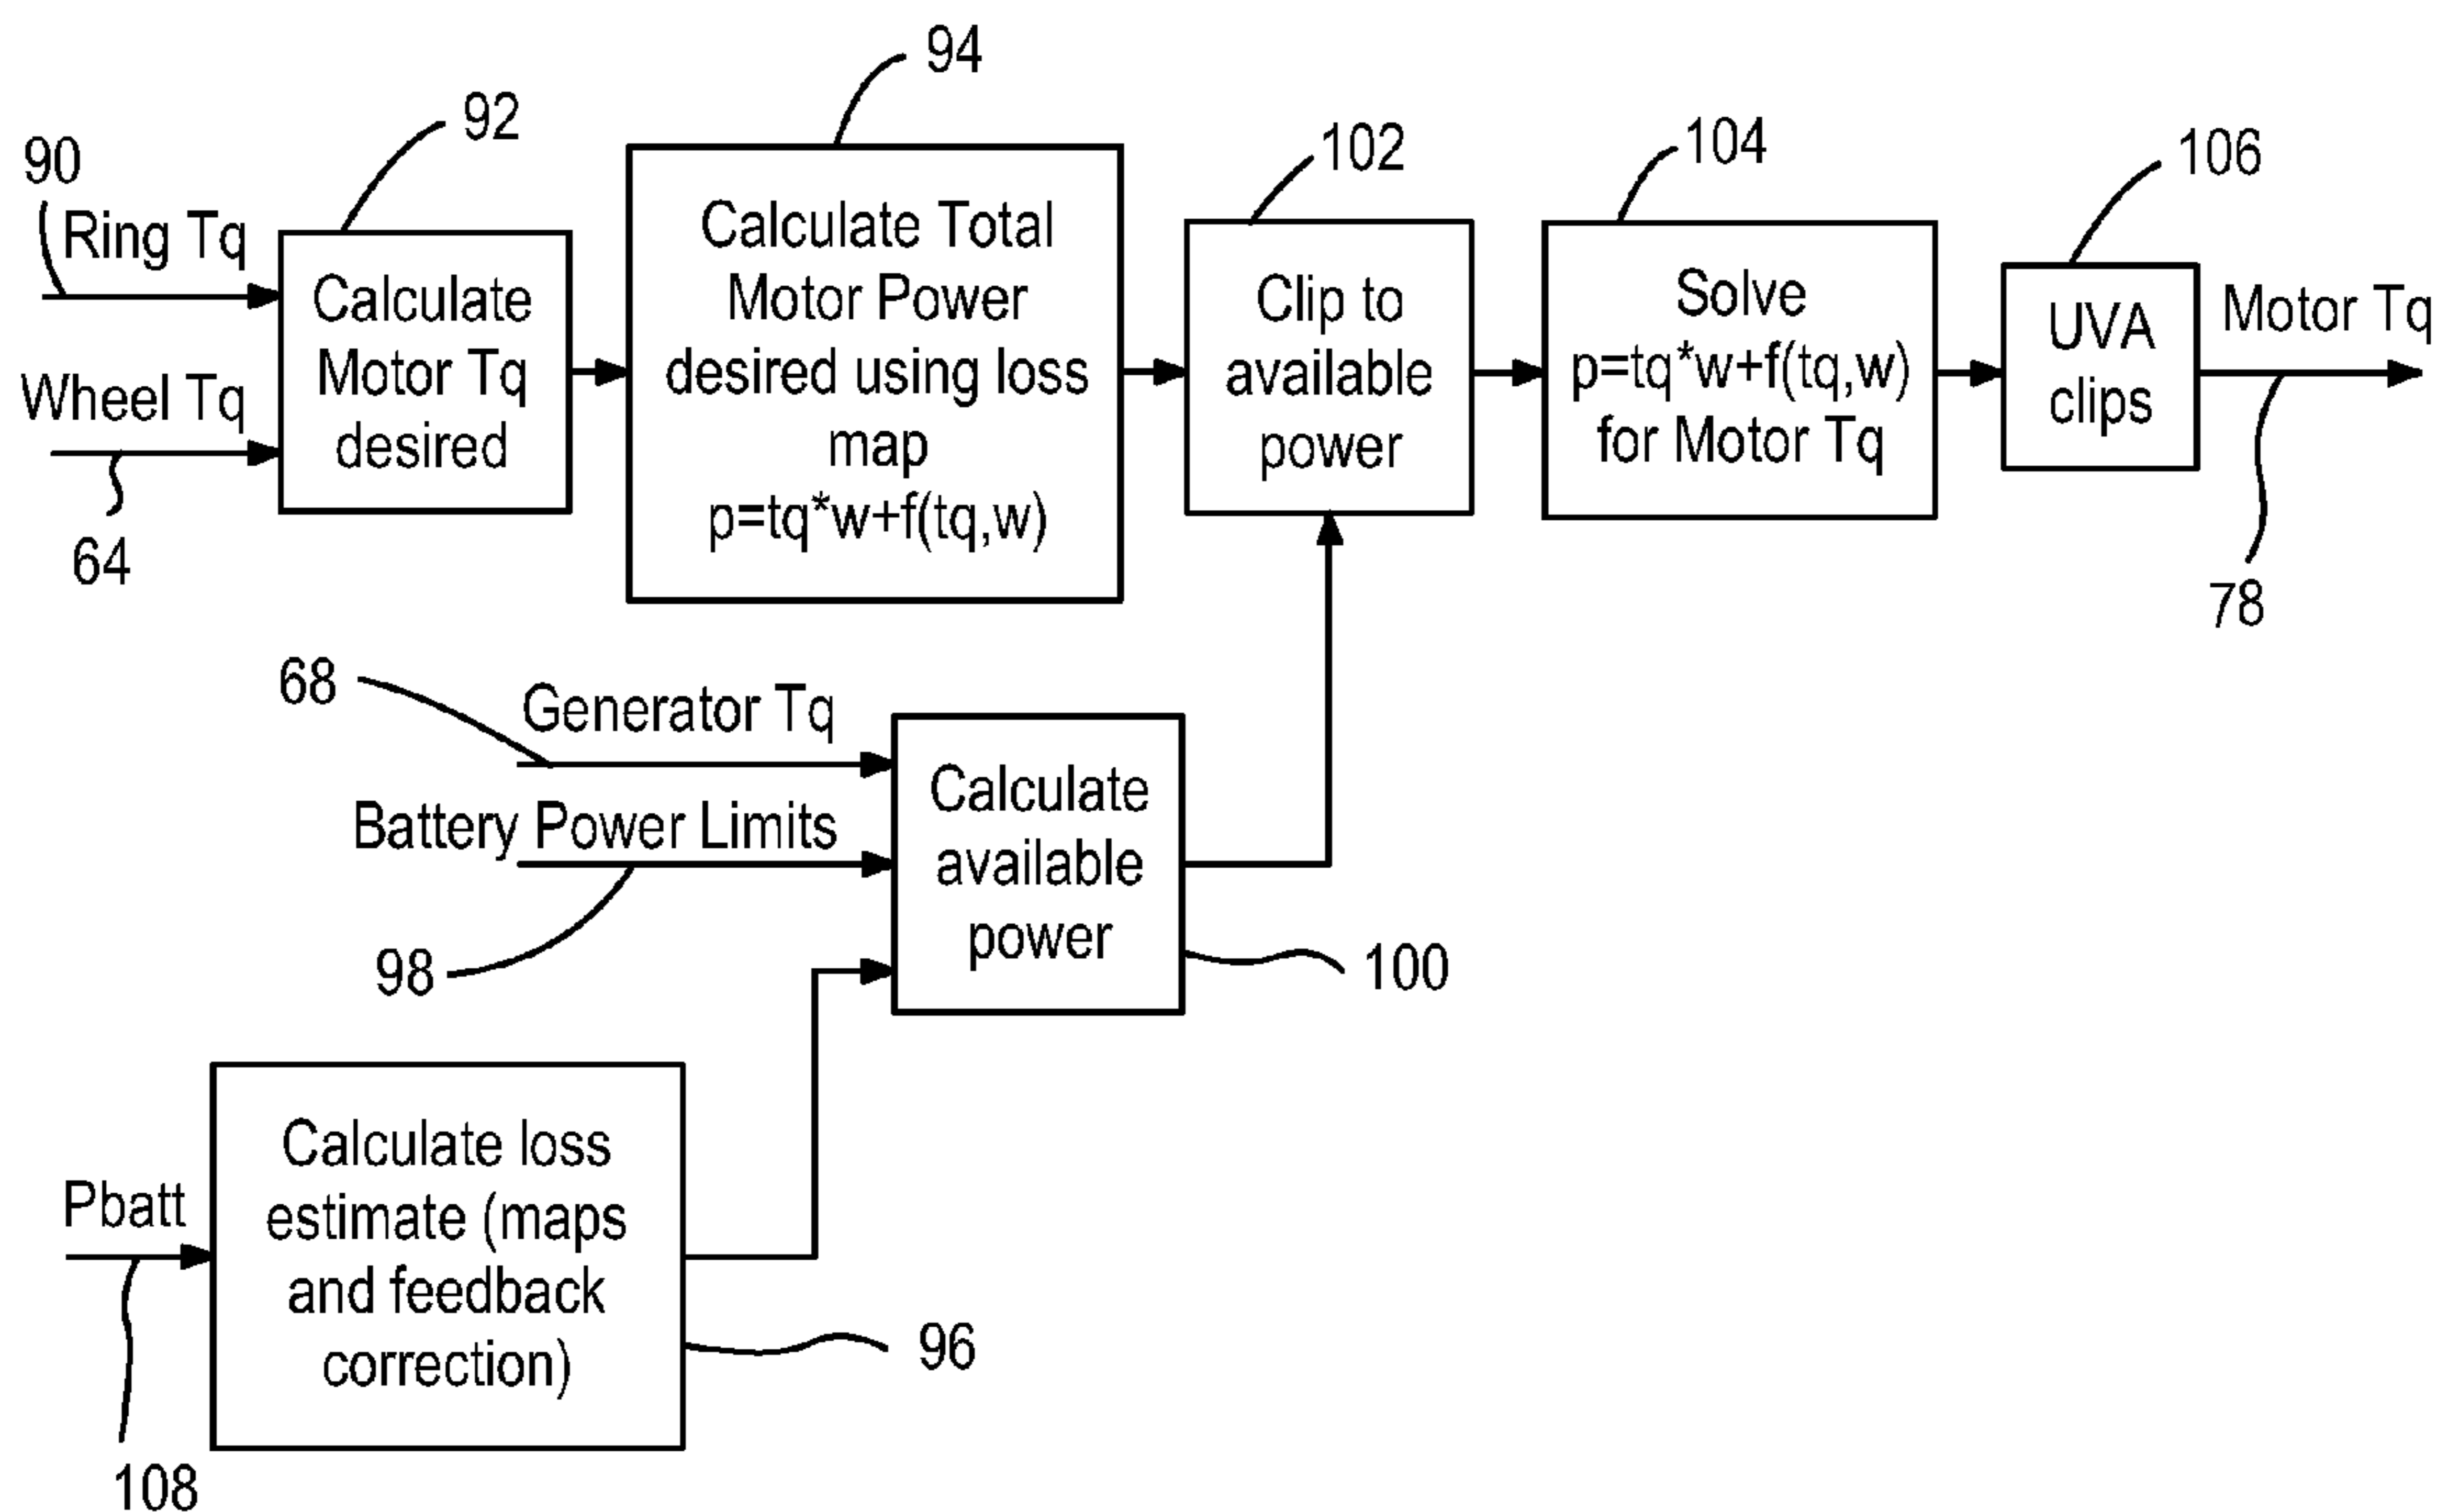 94
92
90
102
104
106
Ring Tq
Wheel Tq
64
Calculate
Motor Tq
desired
Calculate Total
Motor Power
desired using loss
map
p=tq*w+f(tq,w)
Clip to
available
power
Solve
p=tq*w+f(tq,w)
for Motor Tq
UVA
clips
Motor Tq
78
68
Generator Tq
Battery Power Limits
98
Calculate
available
power
100
Pbatt
108
Calculate loss
estimate (maps
and feedback
correction)
96